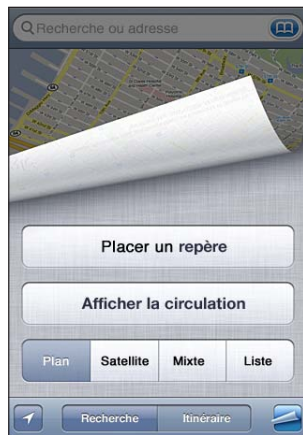 Recherche ou adresse
Placer un repère
Afficher la circulation
Plan Satellite Mixte Liste
Recherche Itinéraire